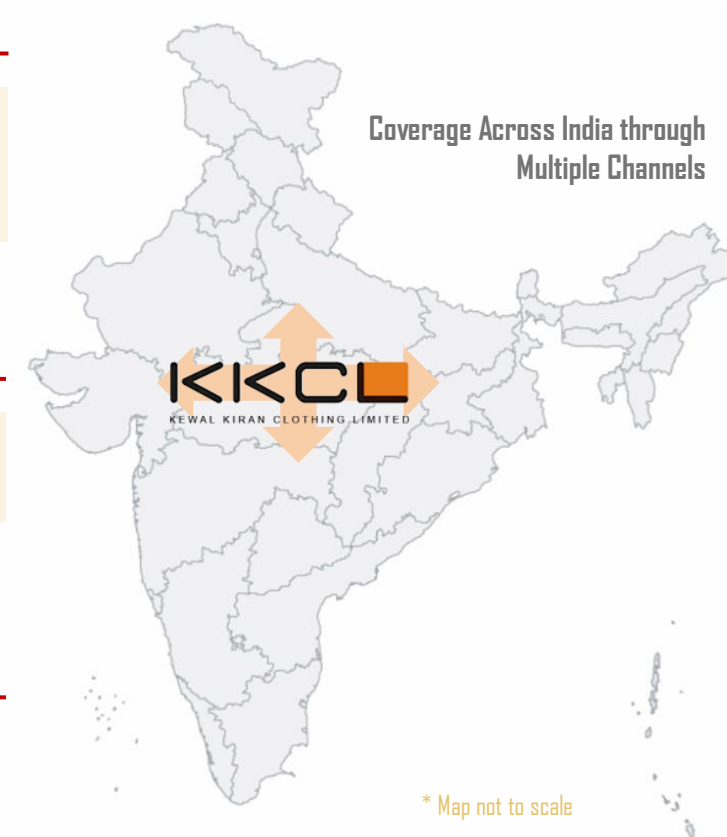 Coverage Across India through
Multiple Channels
KKCL
KEWAL KIRAN CLOTHING LIMITED
* Map not to scale